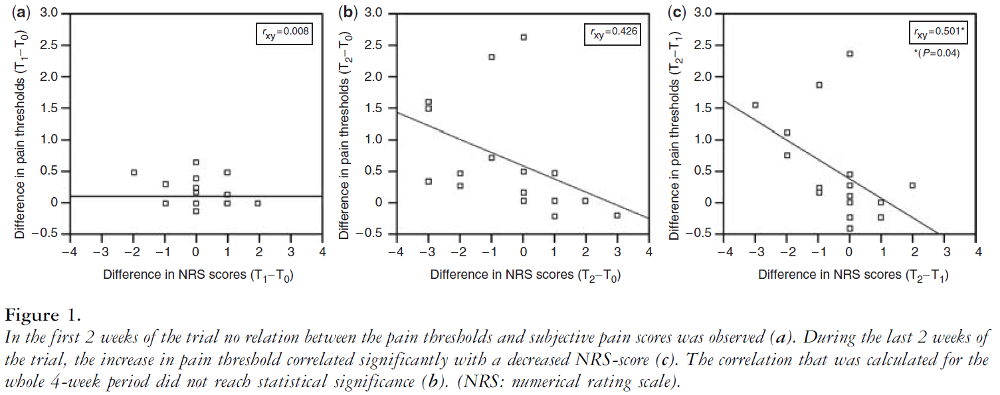 (a)
Difference in pain thresholds (T1−T0)
3.0
2.5
2.0
1.5
1.0
0.5
0
−0.5
rxy=0.008
−4 −3 −2 −1 0 1 2 3 4
Difference in NRS scores (T1−T0)
(b)
Difference in pain thresholds (T2−T0)
3.0
2.5
2.0
1.5
1.0
0.5
0
−0.5
rxy=0.426
−4 −3 −2 −1 0 1 2 3 4
Difference in NRS scores (T2−T0)
(c)
Difference in pain thresholds (T2−T1)
3.0
2.5
2.0
1.5
1.0
0.5
0
−0.5
rxy=0.501*
*(P=0.04)
−4 −3 −2 −1 0 1 2 3 4
Difference in NRS scores (T2−T1)
Figure 1.
In the first 2 weeks of the trial no relation between the pain thresholds and subjective pain scores was observed (a). During the last 2 weeks of
the trial, the increase in pain threshold correlated significantly with a decreased NRS-score (c). The correlation that was calculated for the
whole 4-week period did not reach statistical significance (b). (NRS: numerical rating scale).